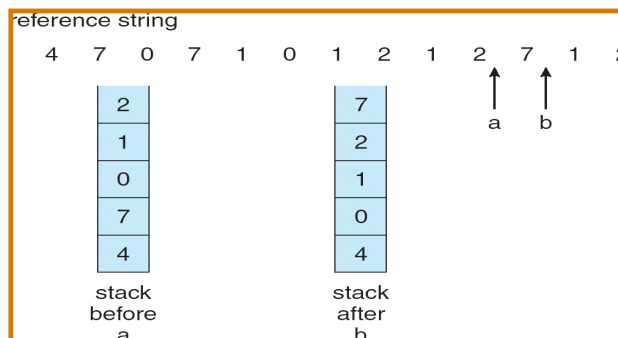 reference string
4 7 0 7 1 0 1 2 1 2 7 1 2
a b
2 7
1 2
0 1
7 0
4 4
stack stack
before after
a b